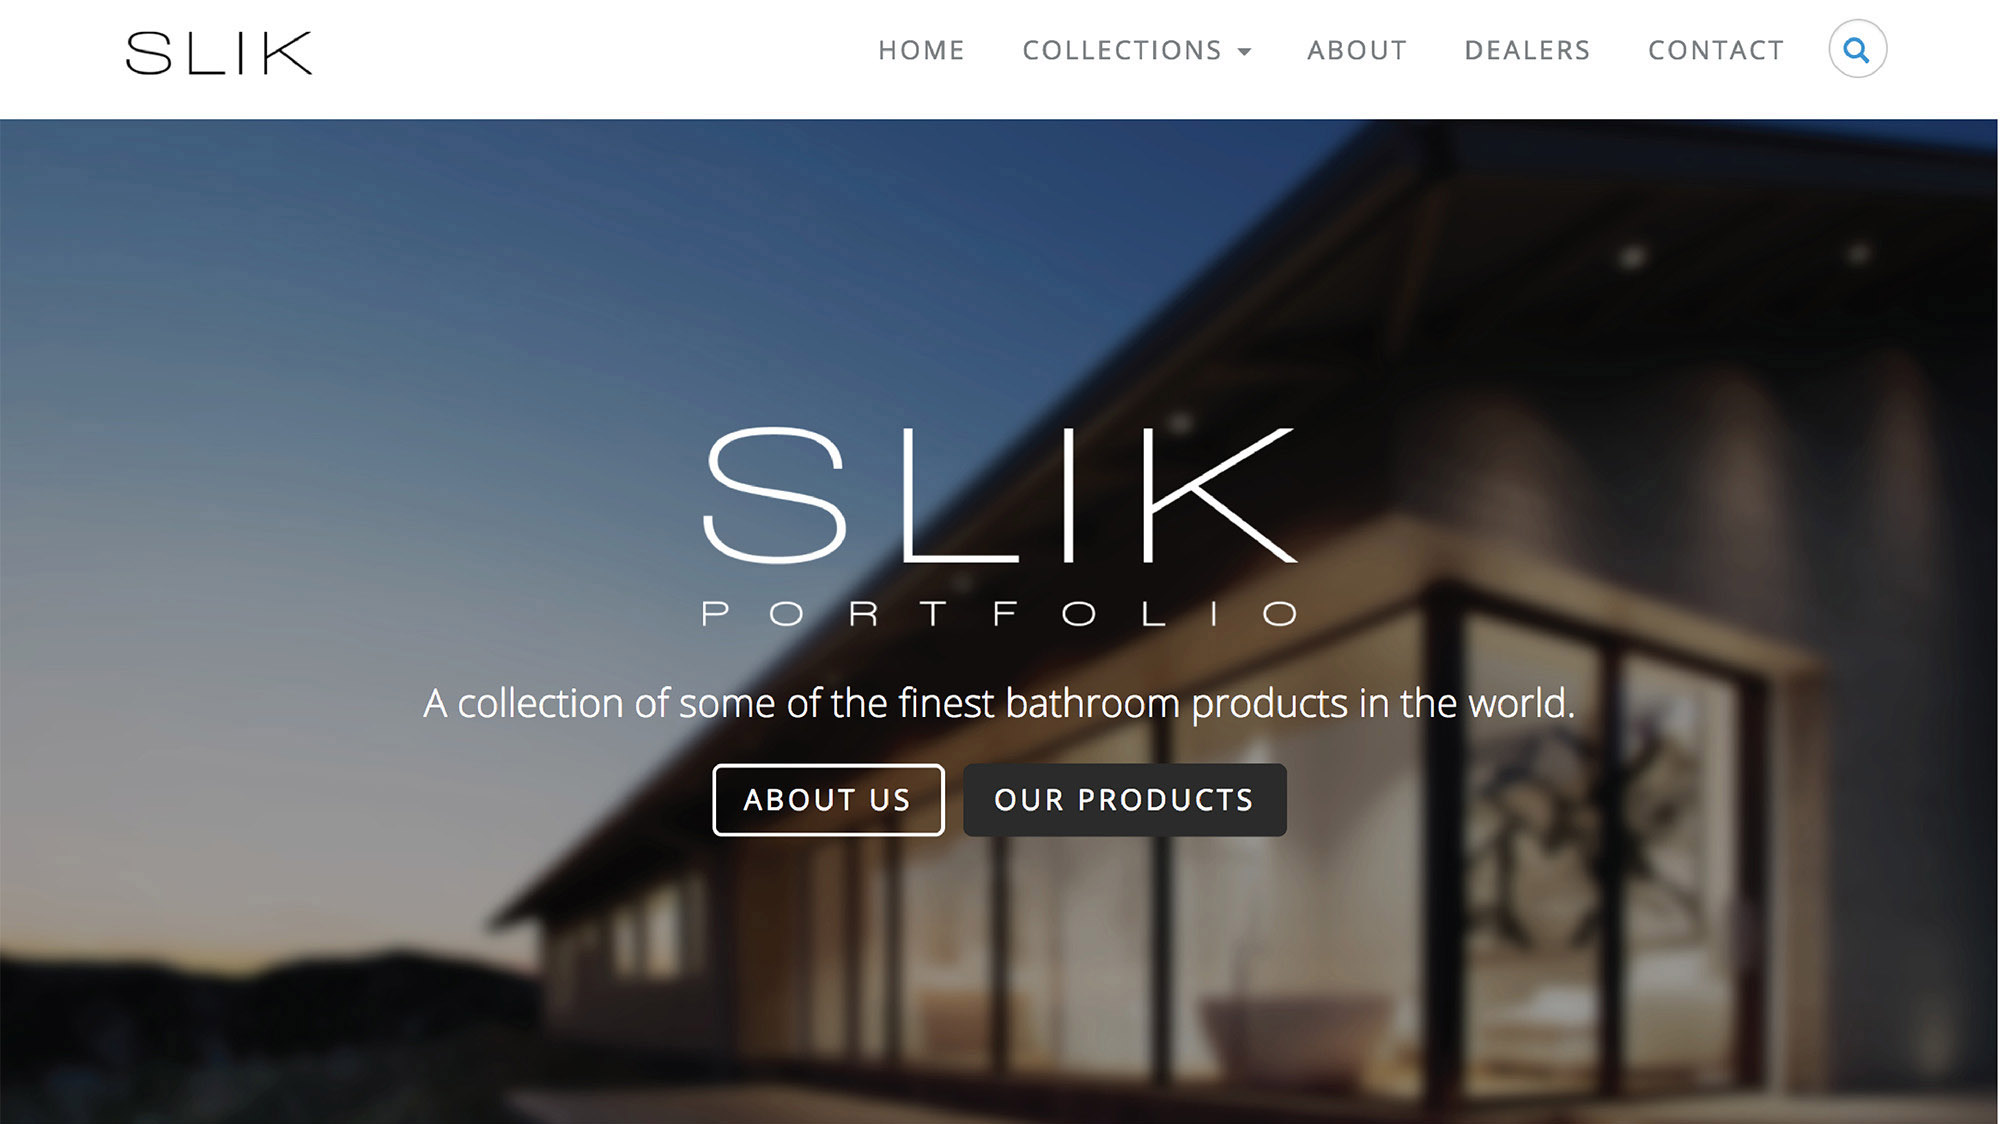 SLIK
HOME COLLECTIONS ABOUT DEALERS CONTACT
SLIK
PORTFOLIO
A collection of some of the finest bathroom products in the world.
ABOUT US OUR PRODUCTS